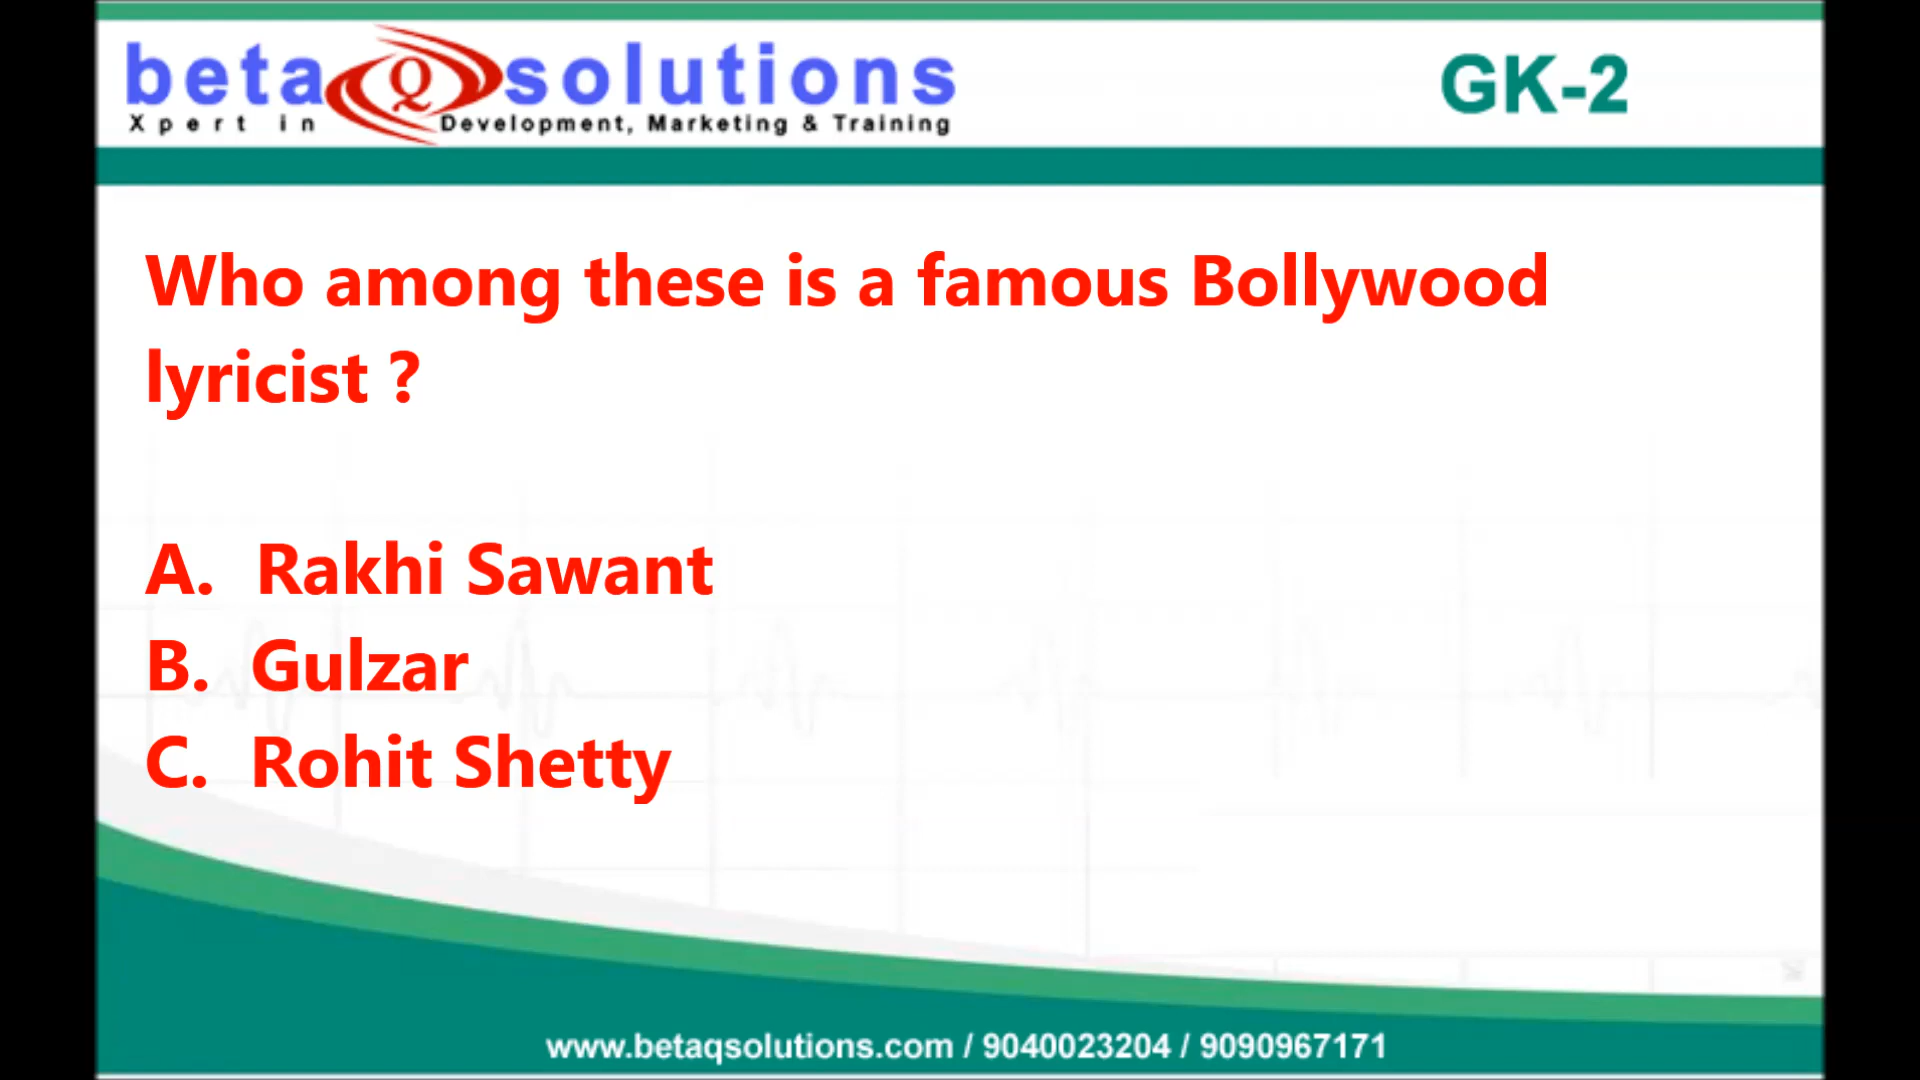 beta Q solutions
Xpert in Development, Marketing & Training
GK-2
Who among these is a famous Bollywood
lyricist ?
A. Rakhi Sawant
B. Gulzar
C. Rohit Shetty
www.betaqsolutions.com / 9040023204 / 9090967171